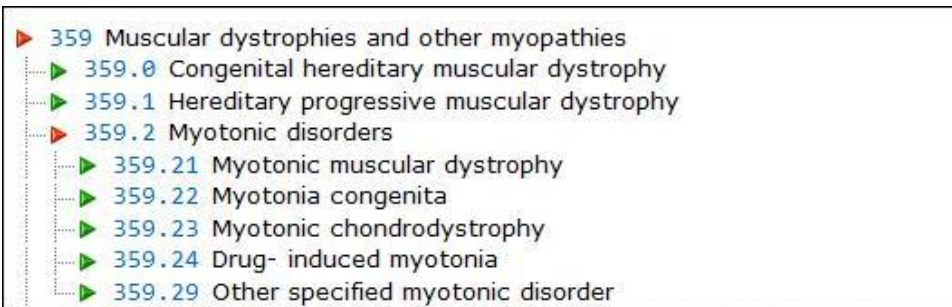 359 Muscular dystrophies and other myopathies
359.0 Congenital hereditary muscular dystrophy
359.1 Hereditary progressive muscular dystrophy
359.2 Myotonic disorders
359.21 Myotonic muscular dystrophy
359.22 Myotonia congenita
359.23 Myotonic chondrodystrophy
359.24 Drug- induced myotonia
359.29 Other specified myotonic disorder